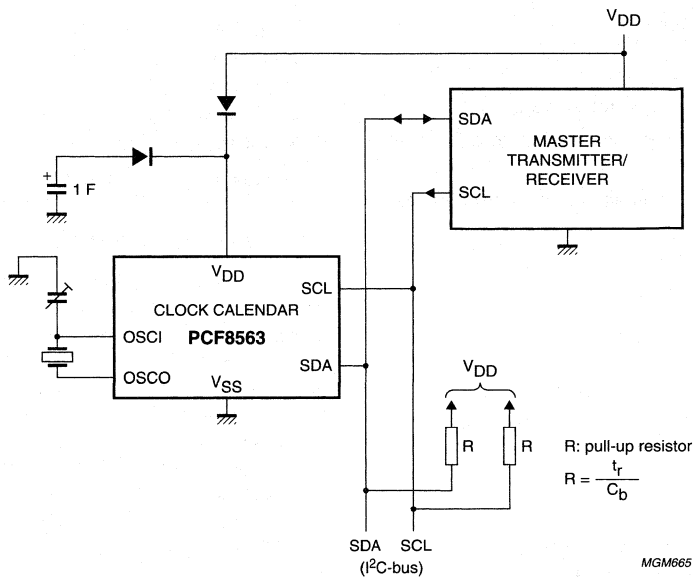 VDD
SDA
MASTER
TRANSMITTER/
RECEIVER
SCL
+
1 F
VDD
SCL
CLOCK CALENDAR
PCF8563
OSCI
SDA
OSCO
VSS
VDD
R
R
R: pull-up resistor
R = tr
Cb
SDA SCL
(I²C-bus)
MGM665